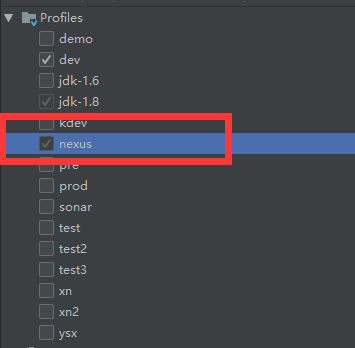 Profiles
demo
dev
jdk-1.6
jdk-1.8
kdev
nexus
pre
prod
sonar
test
test2
test3
xn
xn2
ysx